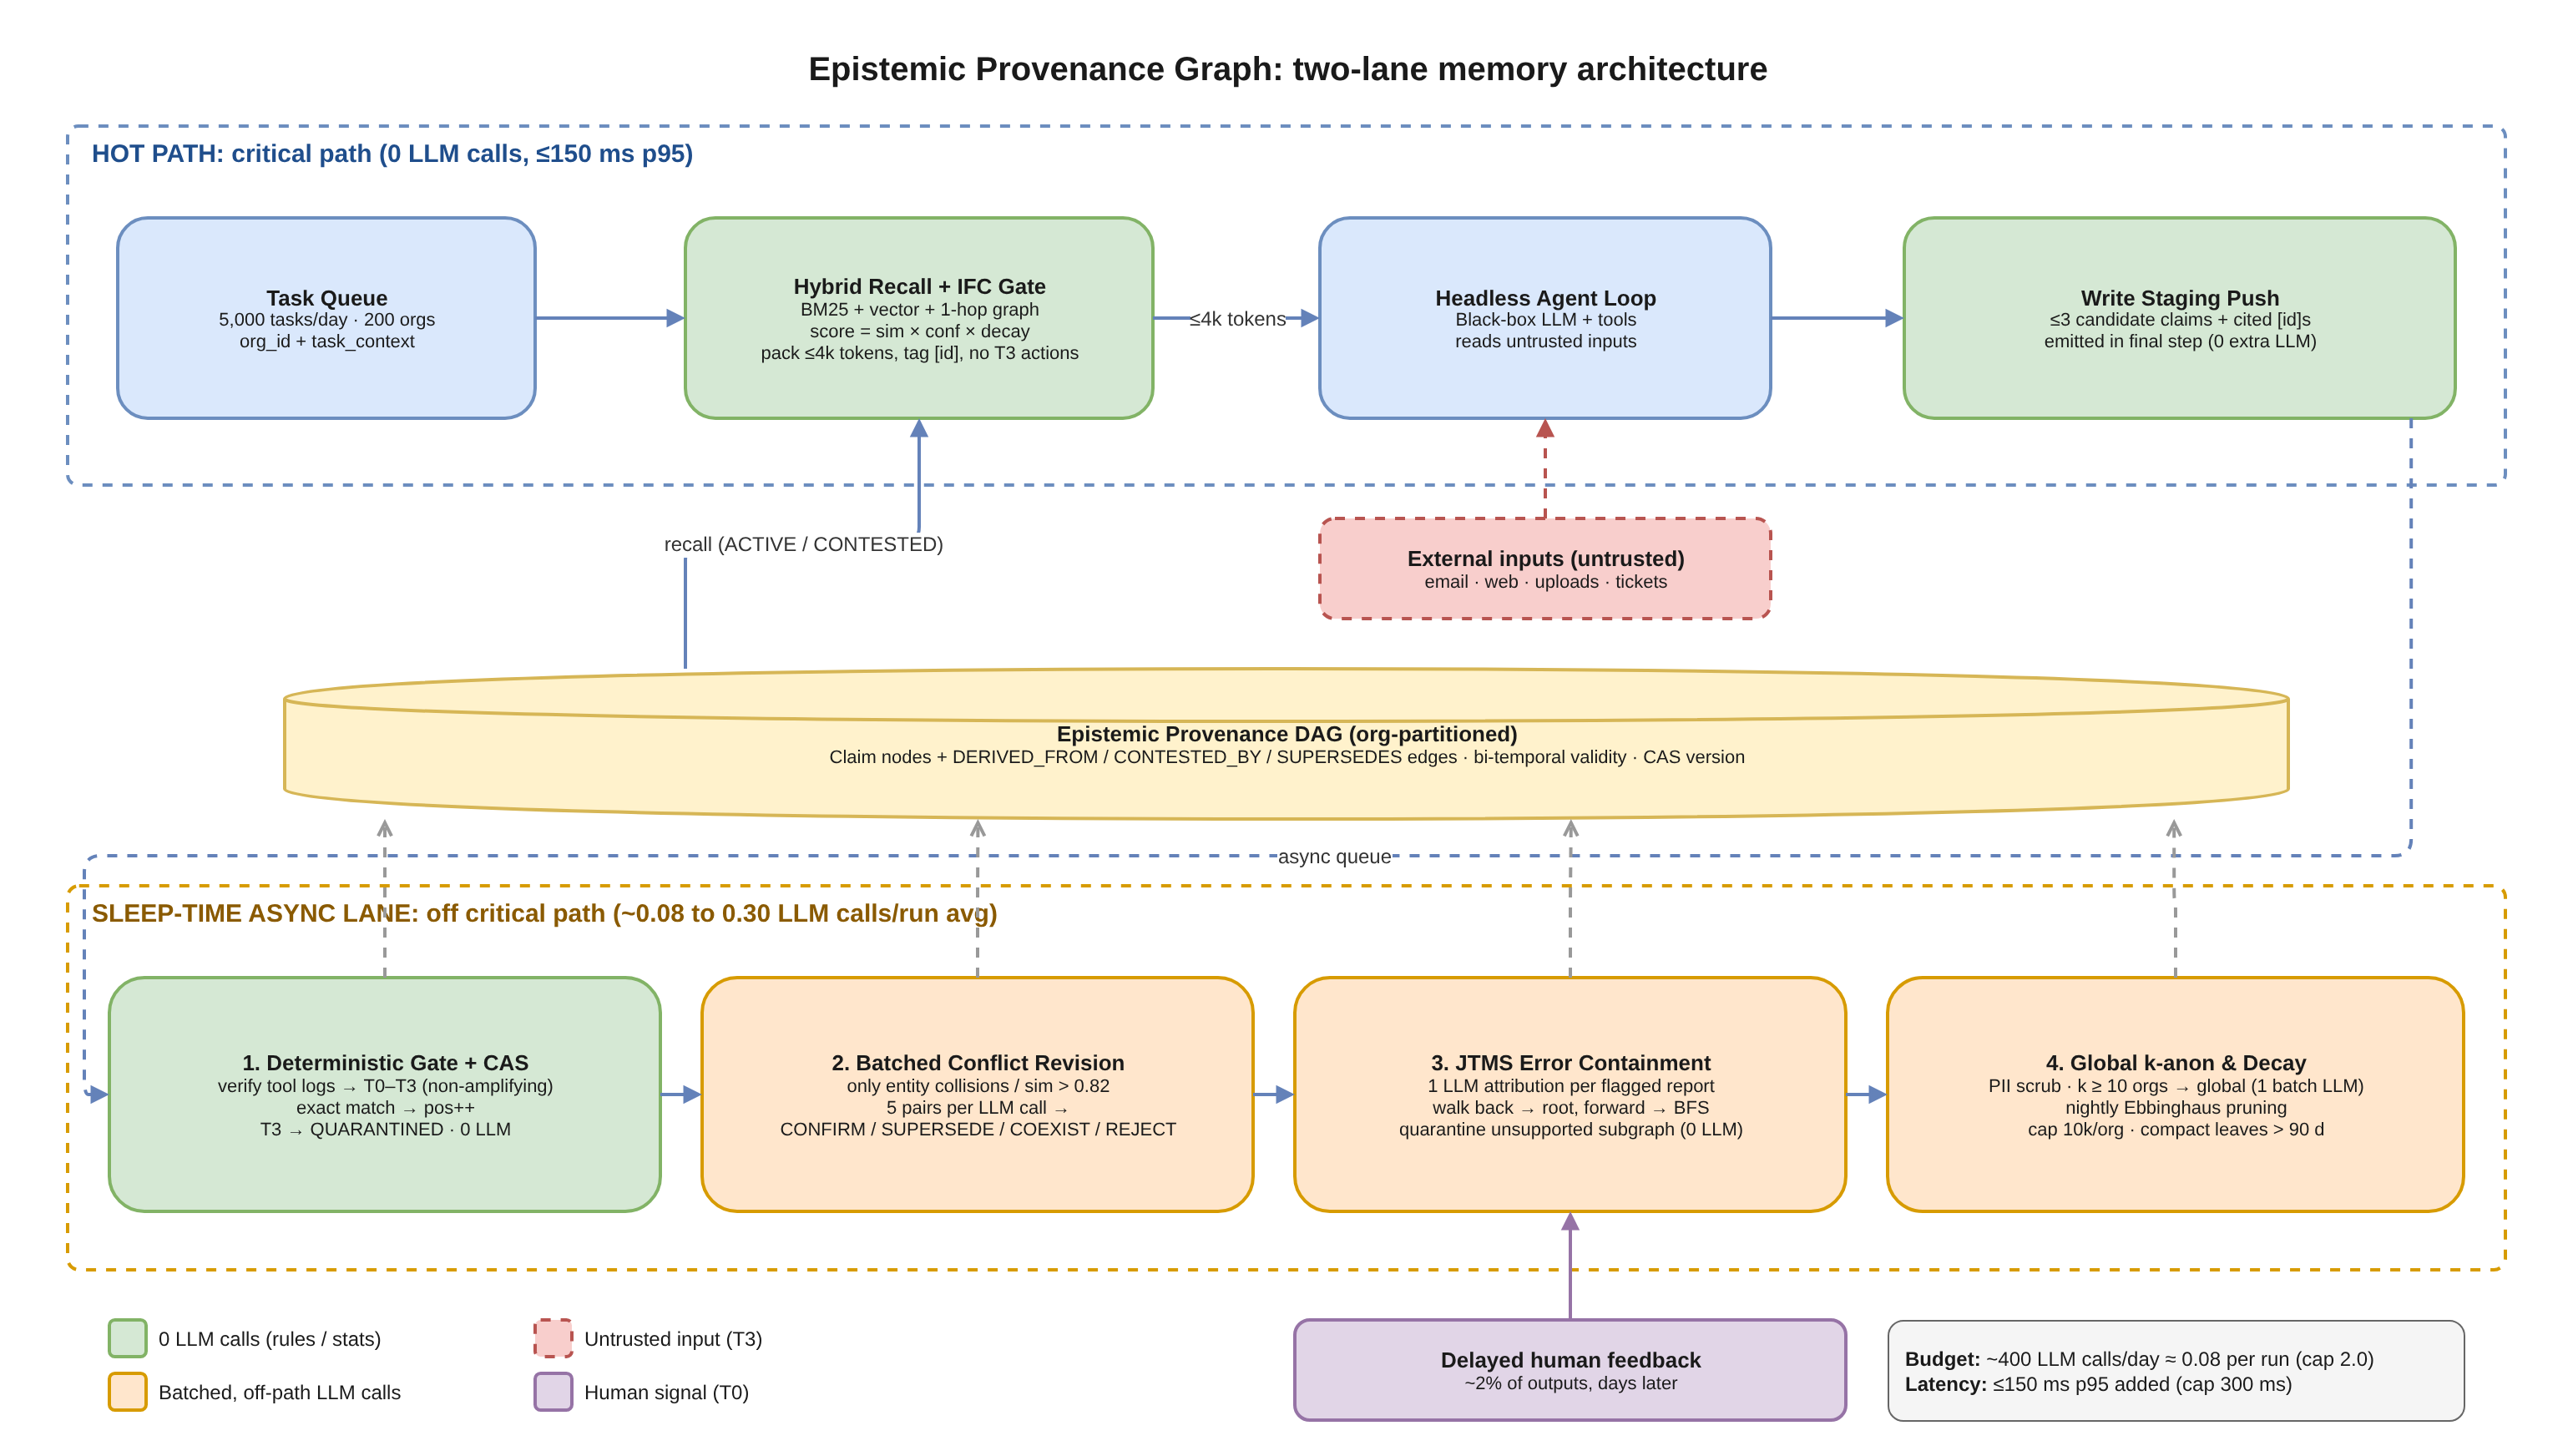 Epistemic Provenance Graph: two-lane memory architecture
HOT PATH: critical path (0 LLM calls, ≤150 ms p95)
Task Queue
5,000 tasks/day · 200 orgs
org_id + task_context
Hybrid Recall + IFC Gate
BM25 + vector + 1-hop graph
score = sim × conf × decay
pack ≤4k tokens, tag [id], no T3 actions
≤4k tokens
Headless Agent Loop
Black-box LLM + tools
reads untrusted inputs
Write Staging Push
≤3 candidate claims + cited [id]s
emitted in final step (0 extra LLM)
recall (ACTIVE / CONTESTED)
External inputs (untrusted)
email · web · uploads · tickets
Epistemic Provenance DAG (org-partitioned)
Claim nodes + DERIVED_FROM / CONTESTED_BY / SUPERSEDES edges · bi-temporal validity · CAS version
async queue
SLEEP-TIME ASYNC LANE: off critical path (~0.08 to 0.30 LLM calls/run avg)
1. Deterministic Gate + CAS
verify tool logs → T0–T3 (non-amplifying)
exact match → pos++
T3 → QUARANTINED · 0 LLM
2. Batched Conflict Revision
only entity collisions / sim > 0.82
5 pairs per LLM call →
CONFIRM / SUPERSEDE / COEXIST / REJECT
3. JTMS Error Containment
1 LLM attribution per flagged report
walk back → root, forward → BFS
quarantine unsupported subgraph (0 LLM)
4. Global k-anon & Decay
PII scrub · k ≥ 10 orgs → global (1 batch LLM)
nightly Ebbinghaus pruning
cap 10k/org · compact leaves > 90 d
0 LLM calls (rules / stats)
Untrusted input (T3)
Batched, off-path LLM calls
Human signal (T0)
Delayed human feedback
~2% of outputs, days later
Budget: ~400 LLM calls/day ≈ 0.08 per run (cap 2.0)
Latency: ≤150 ms p95 added (cap 300 ms)